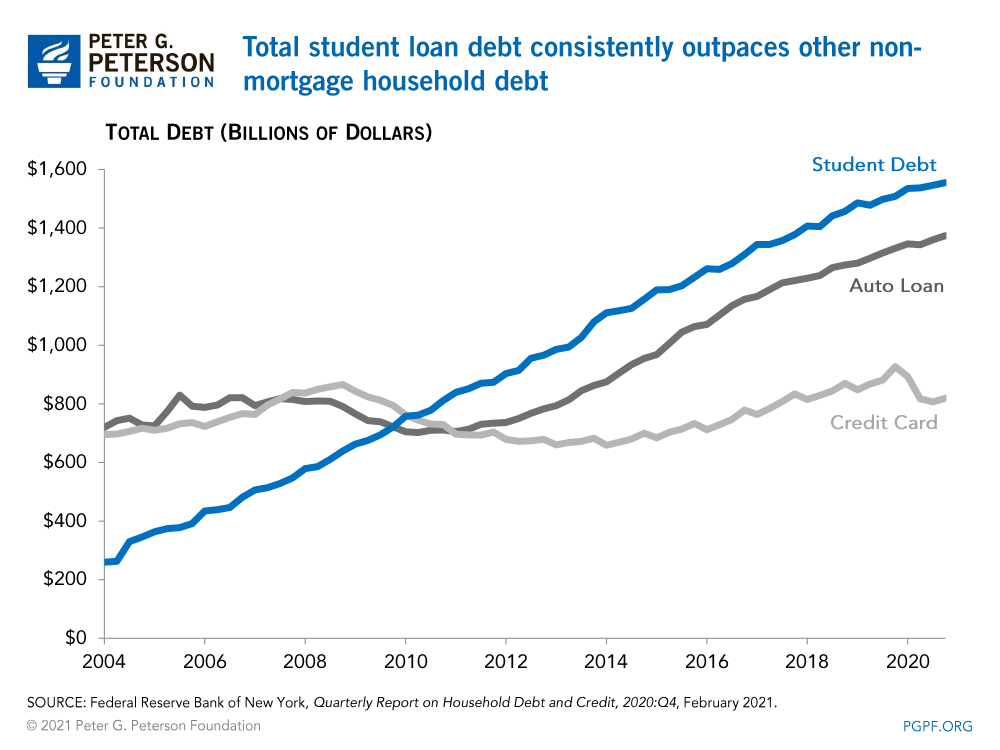 PETER G.
PETERSON
FOUNDATION
Total student loan debt consistently outpaces other non-
mortgage household debt
TOTAL DEBT (BILLIONS OF DOLLARS)
$1,600
$1,400
$1,200
$1,000
$800
$600
$400
$200
$0
Student Debt
Auto Loan
Credit Card
2004 2006 2008 2010 2012 2014 2016 2018 2020
SOURCE: Federal Reserve Bank of New York, Quarterly Report on Household Debt and Credit, 2020:Q4, February 2021.
© 2021 Peter G. Peterson Foundation
PGPF.ORG